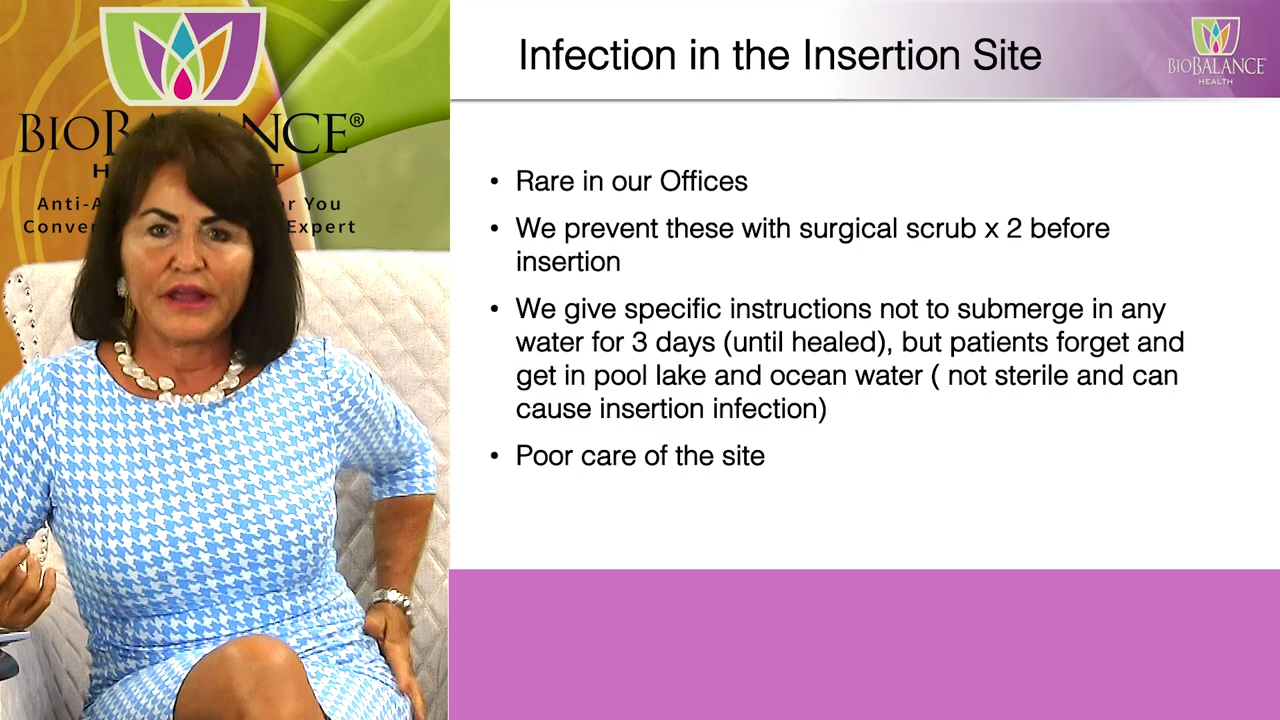 BIOBALANCE®
Anti-A
r You
Conver
Expert
Infection in the Insertion Site
BIOBALANCE®
HEALTH
• Rare in our Offices
• We prevent these with surgical scrub x 2 before
insertion
• We give specific instructions not to submerge in any
water for 3 days (until healed), but patients forget and
get in pool lake and ocean water ( not sterile and can
cause insertion infection)
• Poor care of the site